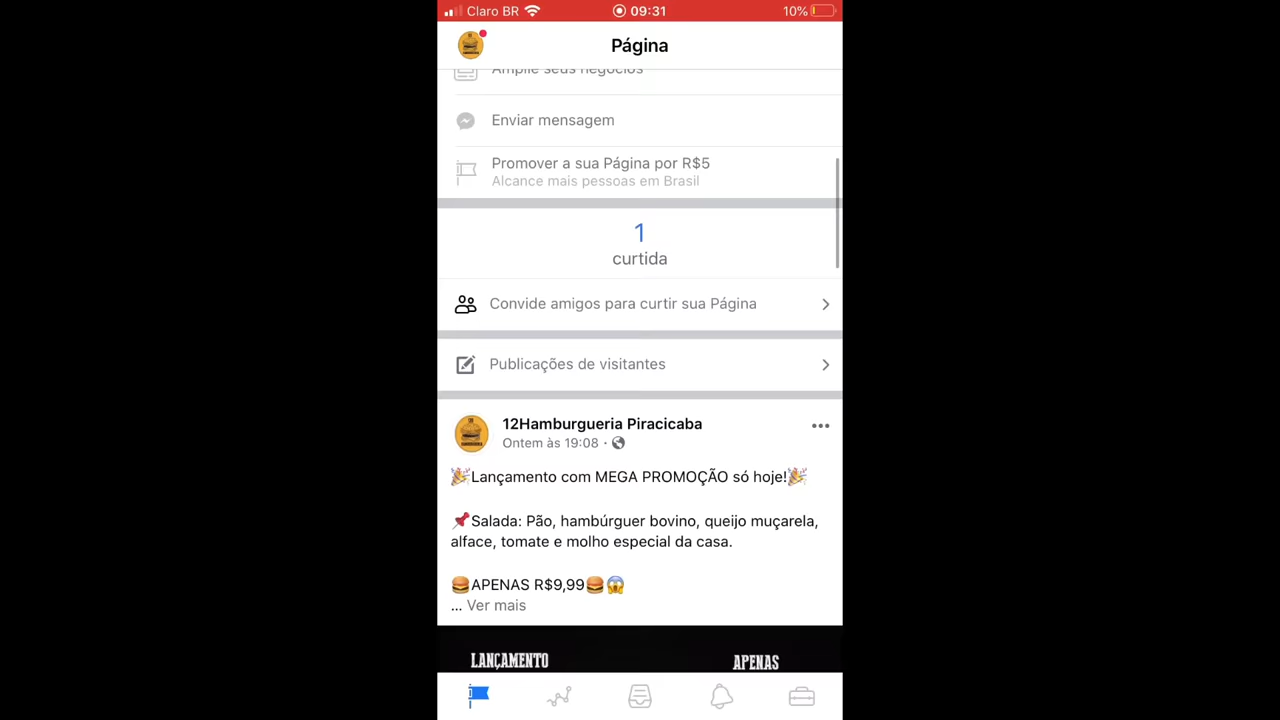 Claro BR 09:31 10%
Página
Amplie seus negócios
Enviar mensagem
Promover a sua Página por R$5
Alcance mais pessoas em Brasil
1
curtida
Convide amigos para curtir sua Página
Publicações de visitantes
12Hamburgueria Piracicaba
Ontem às 19:08 ·
🎉Lançamento com MEGA PROMOÇÃO só hoje!🎉
📌Salada: Pão, hambúrguer bovino, queijo muçarela,
alface, tomate e molho especial da casa.
🍔APENAS R$9,99🍔😱
... Ver mais
LANÇAMENTO APENAS